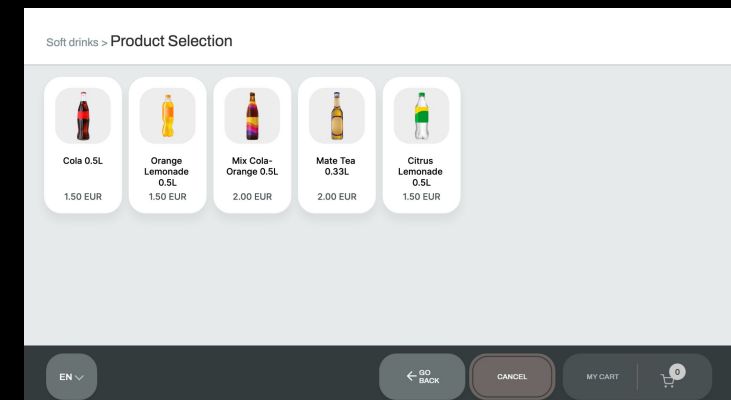 Soft drinks > Product Selection
Cola 0.5L
1.50 EUR
Orange
Lemonade
0.5L
1.50 EUR
Mix Cola-
Orange 0.5L
2.00 EUR
Mate Tea
0.33L
2.00 EUR
Citrus
Lemonade
0.5L
1.50 EUR
EN
GO
BACK
CANCEL
MY CART
0